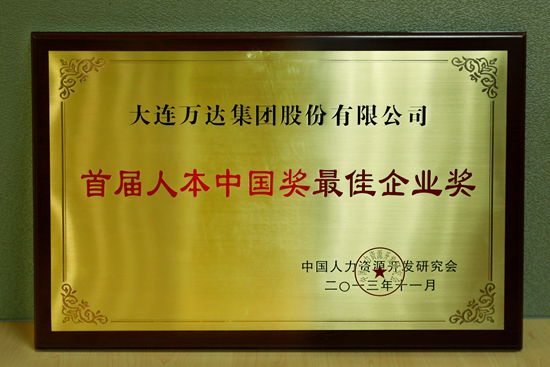 大连万达集团股份有限公司
首届人本中国奖最佳企业奖
中国人力资源开发研究会
二〇一三年十一月